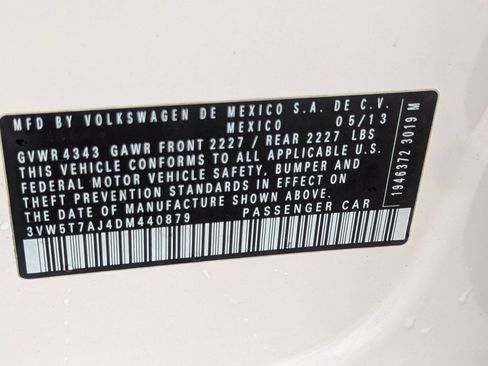 MFD BY VOLKSWAGEN DE MEXICO S.A. DE C.V.
MEXICO 05/13
GVWR 4343 GAWR FRONT 2227 / REAR 2227 LBS
THIS VEHICLE CONFORMS TO ALL APPLICABLE U.S.
FEDERAL MOTOR VEHICLE SAFETY, BUMPER AND
THEFT PREVENTION STANDARDS IN EFFECT ON
THE DATE OF MANUFACTURE SHOWN ABOVE.
3VW5T7AJ4DM440879 PASSENGER CAR
1946372 3019 M